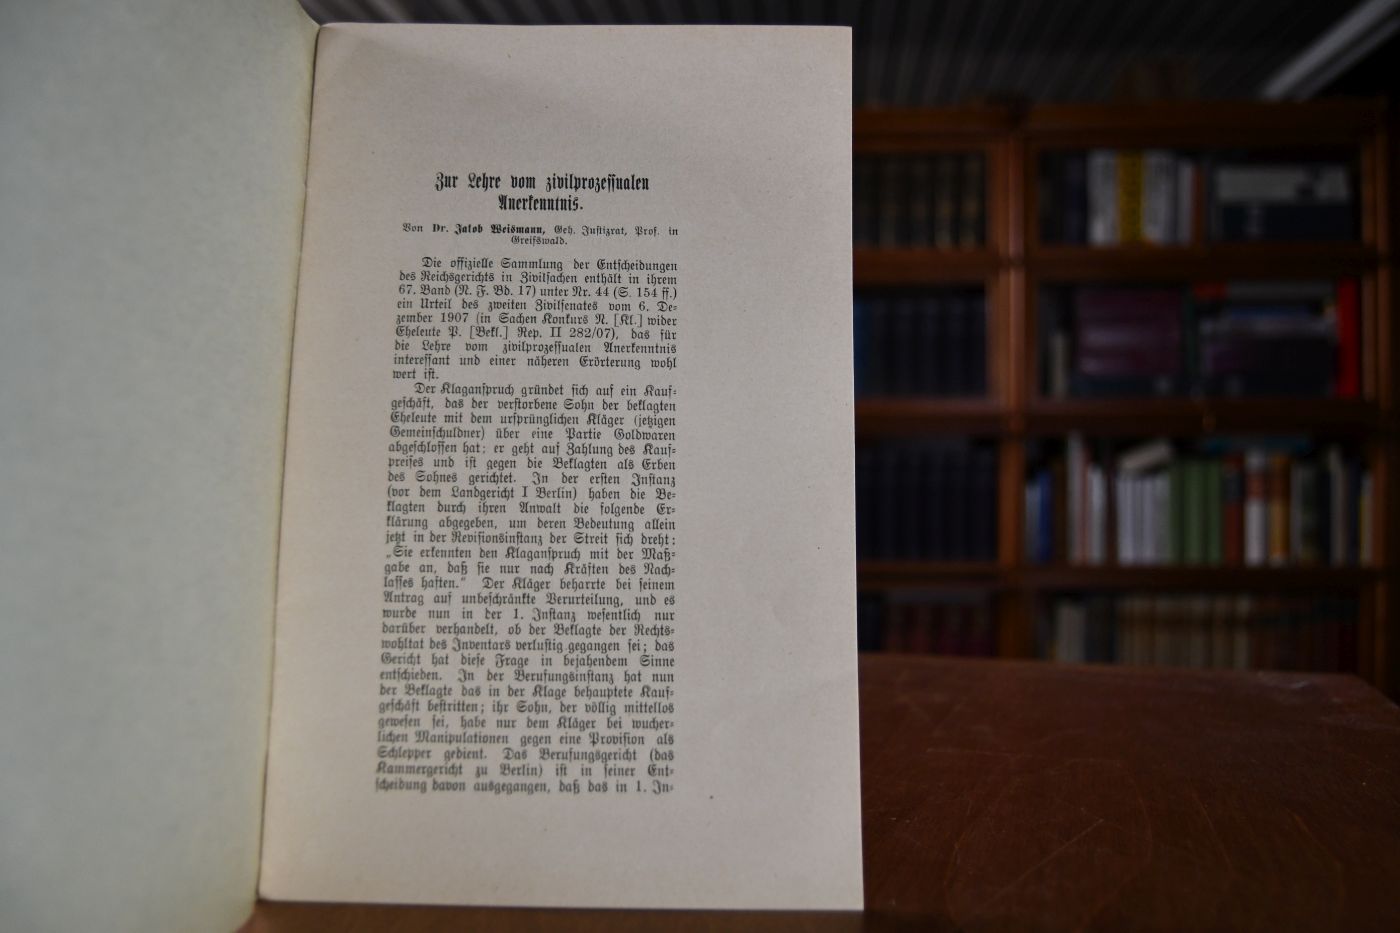 Zur Lehre vom zivilprozessualen
Anerkenntnis.
Von Dr. Jakob Weismann, Geh. Justizrat, Prof. in
Greifswald.
Die offizielle Sammlung der Entscheidungen
des Reichsgerichts in Zivilsachen enthält in ihrem
67. Band (N. F. Bd. 17) unter Nr. 44 (S. 154 ff.)
ein Urteil des zweiten Zivilsenates vom 6. De-
zember 1907 (in Sachen Konkurs N. [Kl.] wider
Eheleute P. [Bekl.] Rep. II 282/07), das für
die Lehre vom zivilprozessualen Anerkenntnis
interessant und einer näheren Erörterung wohl
wert ist.
Der Klaganspruch gründet sich auf ein Kauf-
geschäft, das der verstorbene Sohn der beklagten
Eheleute mit dem ursprünglichen Kläger (jetzigen
Gemeinschuldner) über eine Partie Goldwaren
abgeschlossen hat; er geht auf Zahlung des Kauf-
preises und ist gegen die Beklagten als Erben
des Sohnes gerichtet. In der ersten Instanz
(vor dem Landgericht I Berlin) haben die Be-
klagten durch ihren Anwalt die folgende Er-
klärung abgegeben, um deren Bedeutung allein
jetzt in der Revisionsinstanz der Streit sich dreht:
„Sie erkennten den Klaganspruch mit der Maß-
gabe an, daß sie nur nach Kräften des Nach-
lasses haften.“ Der Kläger beharrte bei seinem
Antrag auf unbeschränkte Verurteilung, und es
wurde nun in der 1. Instanz wesentlich nur
darüber verhandelt, ob der Beklagte der Rechts-
wohltat des Inventars verlustig gegangen sei; das
Gericht hat diese Frage in bejahendem Sinne
entschieden. In der Berufungsinstanz hat nun
der Beklagte das in der Klage behauptete Kauf-
geschäft bestritten; ihr Sohn, der völlig mittellos
gewesen sei, habe nur dem Kläger bei wucher-
lichen Manipulationen gegen eine Provision als
Schlepper gedient. Das Berufungsgericht (das
Kammergericht zu Berlin) ist in seiner Ent-
scheidung davon ausgegangen, daß das in 1. In-